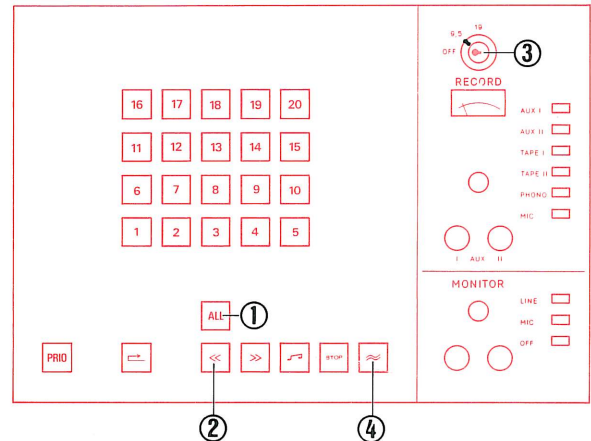 19
9,5
OFF
③
RECORD
16 17 18 19 20
AUX I
AUX II
11 12 13 14 15
TAPE I
TAPE II
6 7 8 9 10
PHONO
MIC
1 2 3 4 5
I AUX II
MONITOR
ALL
①
LINE
MIC
OFF
PRIO
<<
>>
STOP
②
④